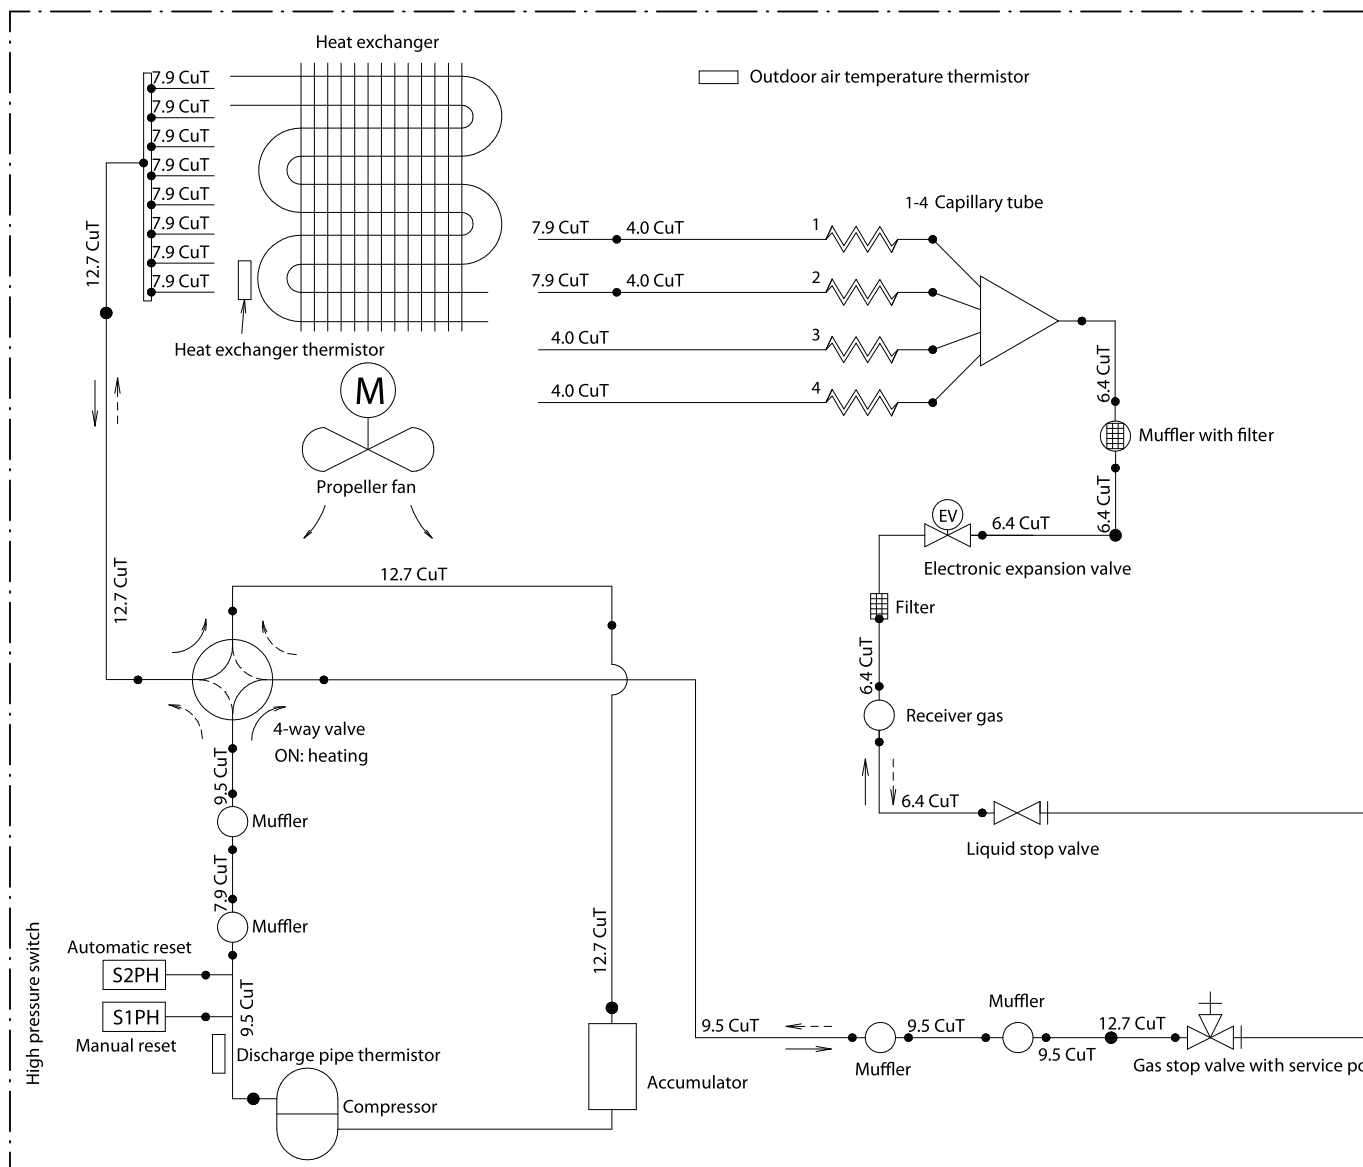 Heat exchanger
Outdoor air temperature thermistor
7.9 CuT
7.9 CuT
7.9 CuT
7.9 CuT
7.9 CuT
7.9 CuT
7.9 CuT
7.9 CuT
12.7 CuT
Heat exchanger thermistor
1-4 Capillary tube
7.9 CuT
4.0 CuT
1
7.9 CuT
4.0 CuT
2
4.0 CuT
3
4.0 CuT
4
6.4 CuT
Muffler with filter
6.4 CuT
M
Propeller fan
EV
6.4 CuT
Electronic expansion valve
Filter
6.4 CuT
Receiver gas
6.4 CuT
Liquid stop valve
12.7 CuT
12.7 CuT
4-way valve
ON: heating
9.5 CuT
Muffler
7.9 CuT
Muffler
High pressure switch
Automatic reset
S2PH
S1PH
Manual reset
9.5 CuT
Discharge pipe thermistor
Compressor
12.7 CuT
Accumulator
9.5 CuT
Muffler
9.5 CuT
Muffler
9.5 CuT
12.7 CuT
Gas stop valve with service po